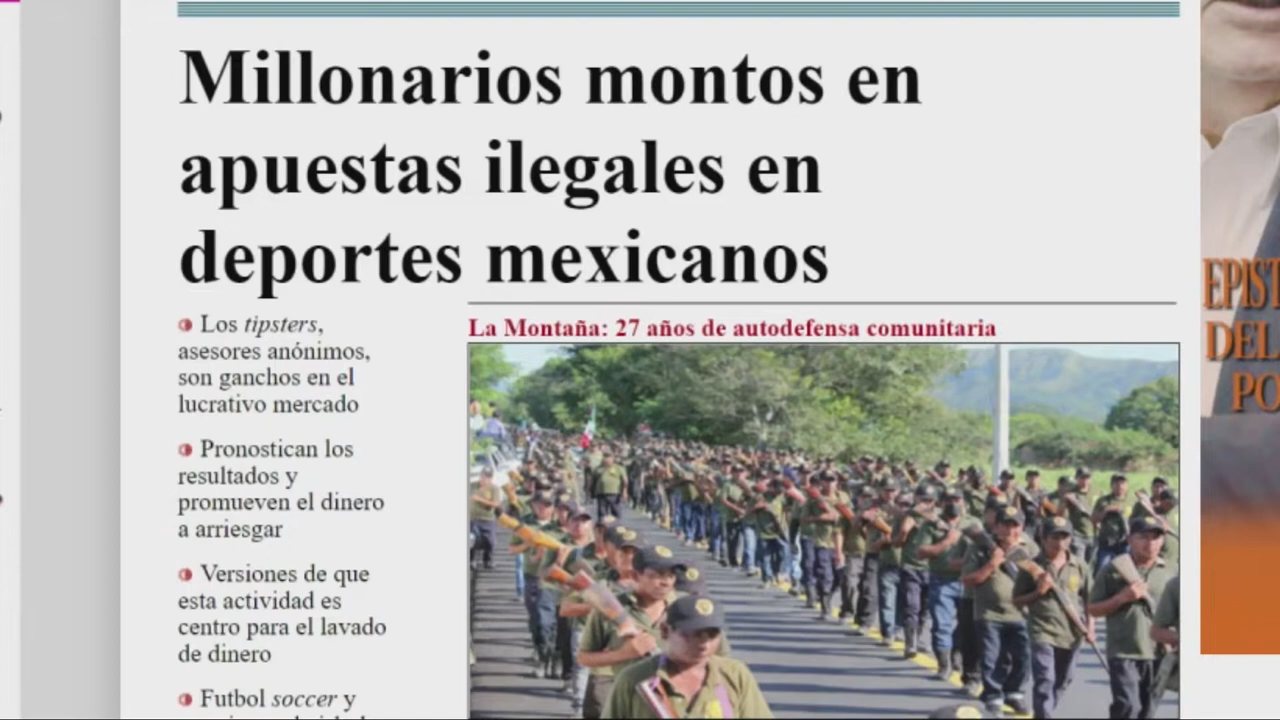 Millonarios montos en
apuestas ilegales en
deportes mexicanos
Los tipsters,
asesores anónimos,
son ganchos en el
lucrativo mercado
Pronostican los
resultados y
promueven el dinero
a arriesgar
Versiones de que
esta actividad es
centro para el lavado
de dinero
Futbol soccer y
La Montaña: 27 años de autodefensa comunitaria
DEL